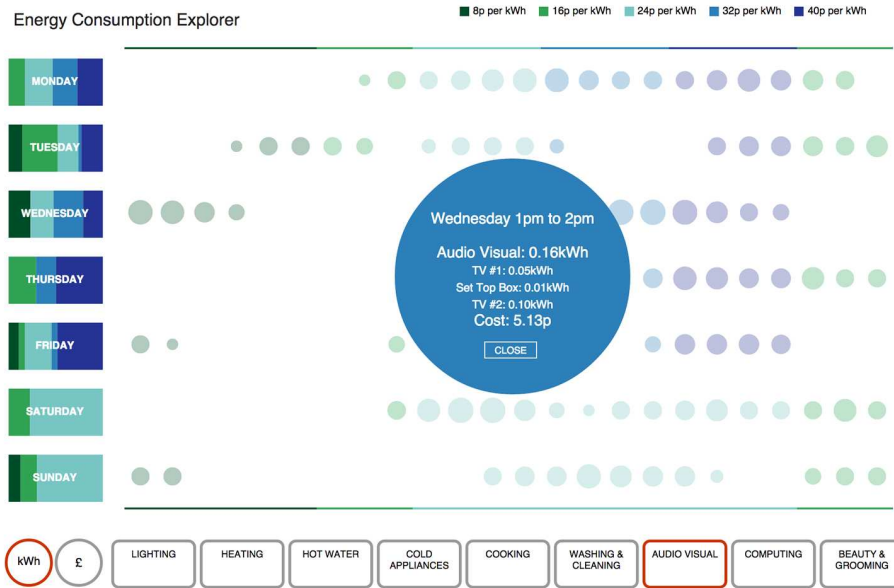 Energy Consumption Explorer
8p per kWh 16p per kWh 24p per kWh 32p per kWh 40p per kWh
MONDAY
TUESDAY
WEDNESDAY
THURSDAY
FRIDAY
SATURDAY
SUNDAY
Wednesday 1pm to 2pm
Audio Visual: 0.16kWh
TV #1: 0.05kWh
Set Top Box: 0.01kWh
TV #2: 0.10kWh
Cost: 5.13p
CLOSE
kWh
£
LIGHTING
HEATING
HOT WATER
COLD
APPLIANCES
COOKING
WASHING &
CLEANING
AUDIO VISUAL
COMPUTING
BEAUTY &
GROOMING